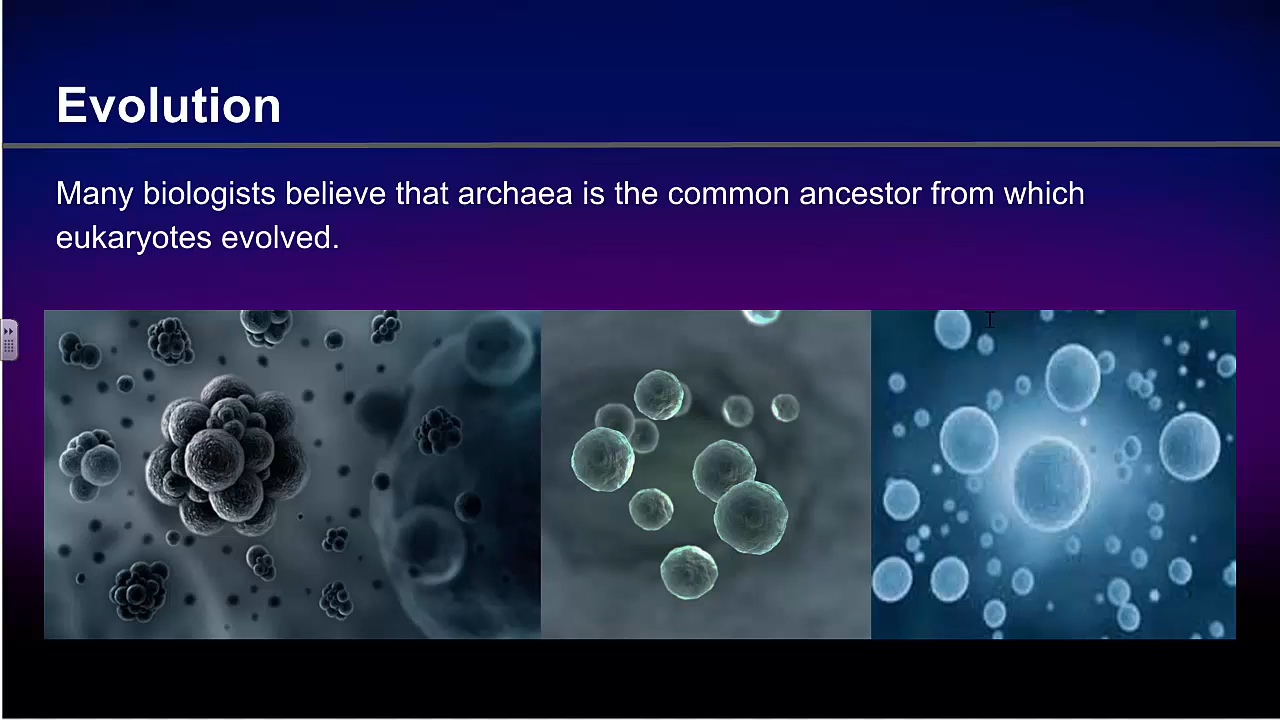 Evolution
Many biologists believe that archaea is the common ancestor from which
eukaryotes evolved.